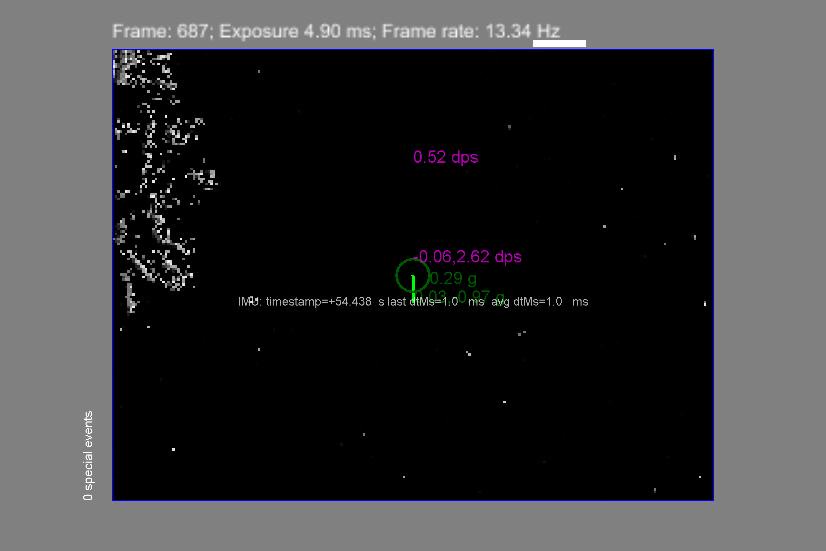 Frame: 687; Exposure 4.90 ms; Frame rate: 13.34 Hz
0.52 dps
-0.06,2.62 dps
0.29 g
0.03,-0.97 g
IMU: timestamp=+54.438 s last dtMs=1.0 ms avg dtMs=1.0 ms
0 special events